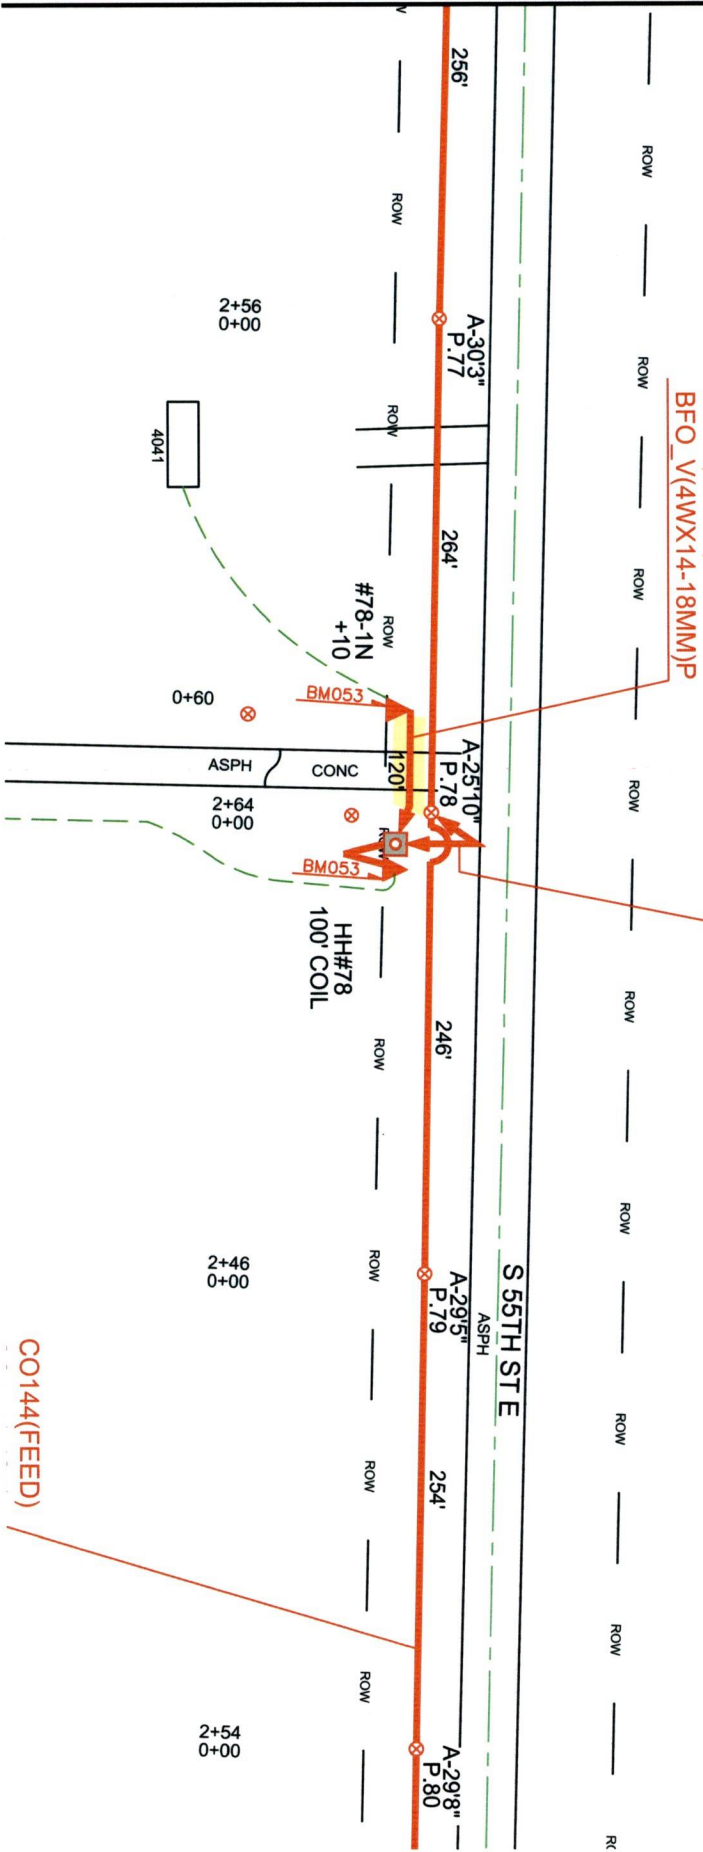 256'
ROW
ROW
2+56
0+00
A-30'3"
P.77
ROW
BFO_V(4WX14-18MM)P
ROW
4041
264'
ROW
#78-1N
+10
ROW
BM053
0+60
ASPH
CONC
120'
A-25'10"
P.78
ROW
2+64
0+00
ROW
BM053
HH#78
100' COIL
ROW
246'
ROW
ROW
2+46
0+00
ROW
A-29'5"
P.79
ASPH
S 55TH ST E
CO144(FEED)
ROW
254'
ROW
ROW
ROW
2+54
0+00
A-29'8"
P.80